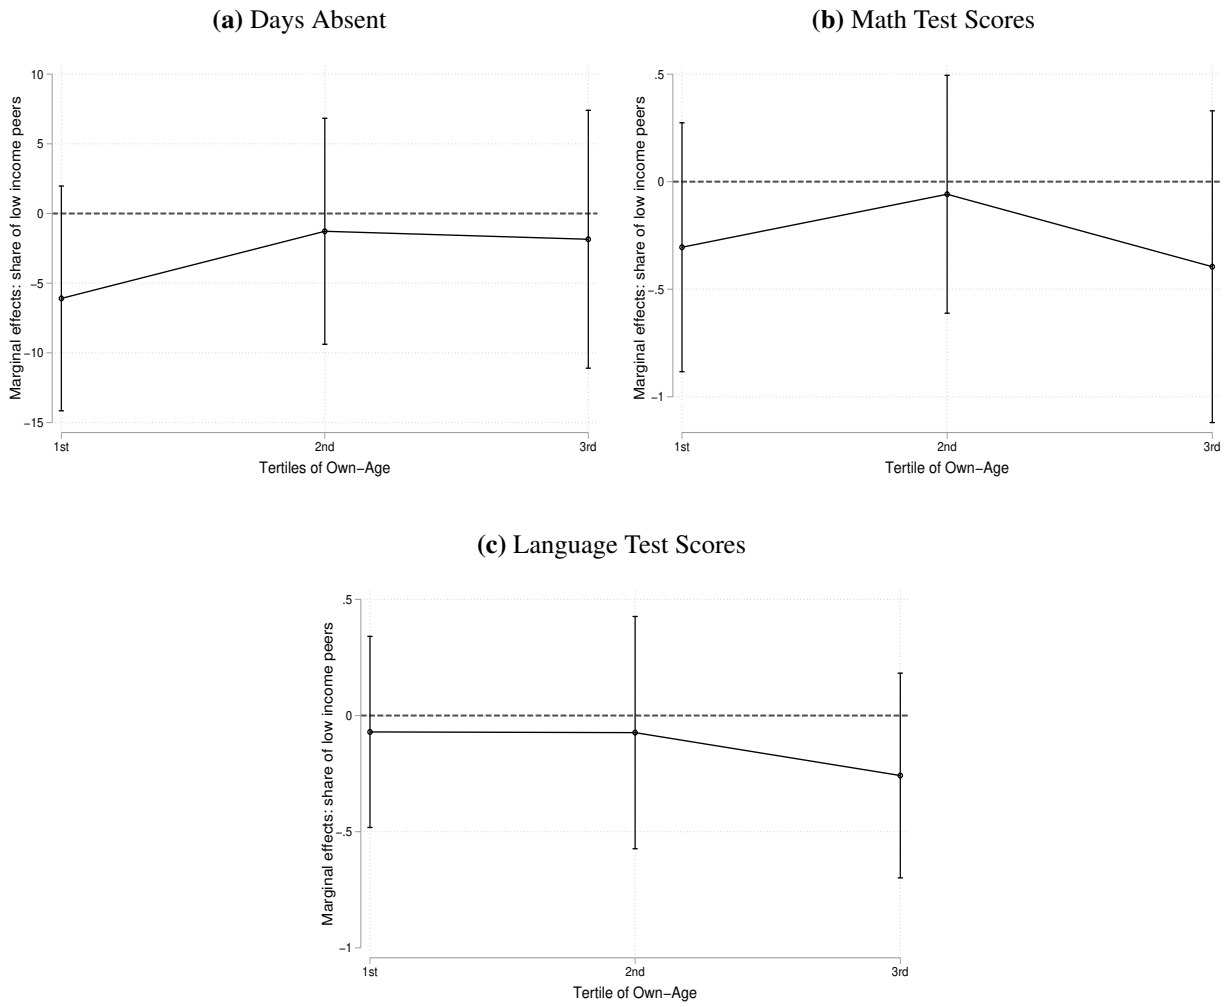 (a) Days Absent
Marginal effects: share of low income peers
10
5
0
−5
−10
−15
1st
2nd
3rd
Tertiles of Own−Age
(b) Math Test Scores
Marginal effects: share of low income peers
.5
0
−.5
−1
1st
2nd
3rd
Tertile of Own−Age
(c) Language Test Scores
Marginal effects: share of low income peers
.5
0
−.5
−1
1st
2nd
3rd
Tertile of Own−Age